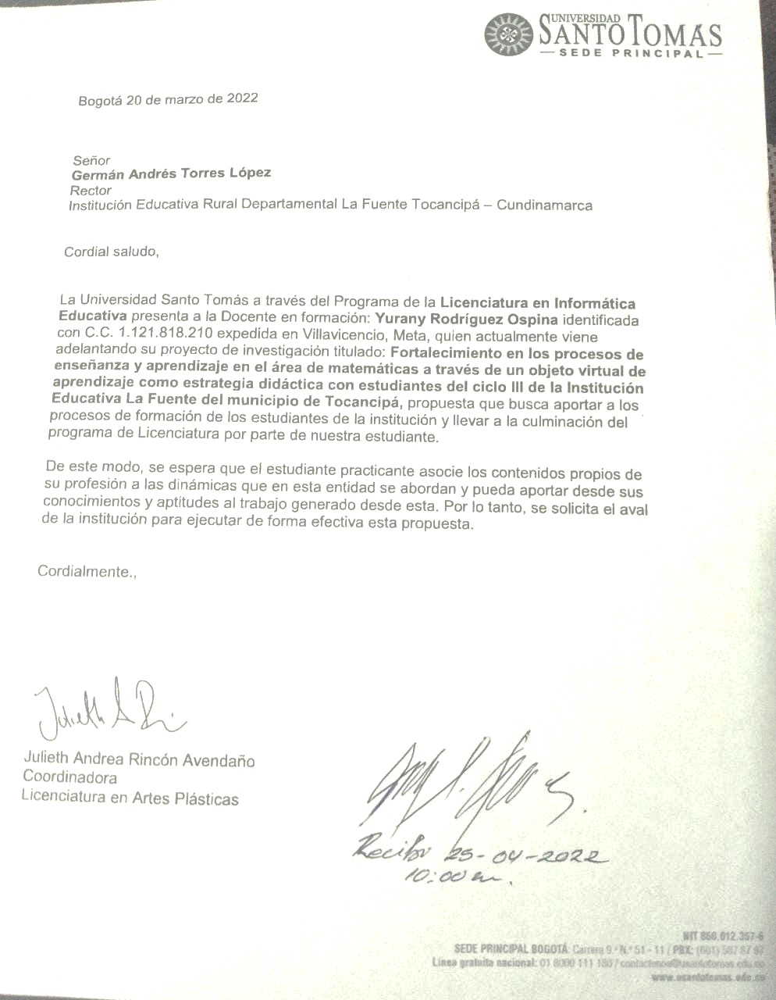 UNIVERSIDAD
SANTO TOMÁS
SEDE PRINCIPAL
Bogotá 20 de marzo de 2022
Señor
Germán Andrés Torres López
Rector
Institución Educativa Rural Departamental La Fuente Tocancipá – Cundinamarca
Cordial saludo,
La Universidad Santo Tomás a través del Programa de la Licenciatura en Informática
Educativa presenta a la Docente en formación: Yurany Rodríguez Ospina identificada
con C.C. 1.121.818.210 expedida en Villavicencio, Meta, quien actualmente viene
adelantando su proyecto de investigación titulado: Fortalecimiento en los procesos de
enseñanza y aprendizaje en el área de matemáticas a través de un objeto virtual de
aprendizaje como estrategia didáctica con estudiantes del ciclo III de la Institución
Educativa La Fuente del municipio de Tocancipá, propuesta que busca aportar a los
procesos de formación de los estudiantes de la institución y llevar a la culminación del
programa de Licenciatura por parte de nuestra estudiante.
De este modo, se espera que el estudiante practicante asocie los contenidos propios de
su profesión a las dinámicas que en esta entidad se abordan y pueda aportar desde sus
conocimientos y aptitudes al trabajo generado desde esta. Por lo tanto, se solicita el aval
de la institución para ejecutar de forma efectiva esta propuesta.
Cordialmente.,
Julieth A
Julieth Andrea Rincón Avendaño
Coordinadora
Licenciatura en Artes Plásticas
Recibo 25-04-2022
10:00
NIT 860.012.357-6
SEDE PRINCIPAL BOGOTÁ: Carrera 9 N.° 51 - 11 / PBX: (601) 587 87 97
Línea gratuita nacional: 01 8000 111 180 / contactenos@usantotomas.edu.co
www.usantotomas.edu.co